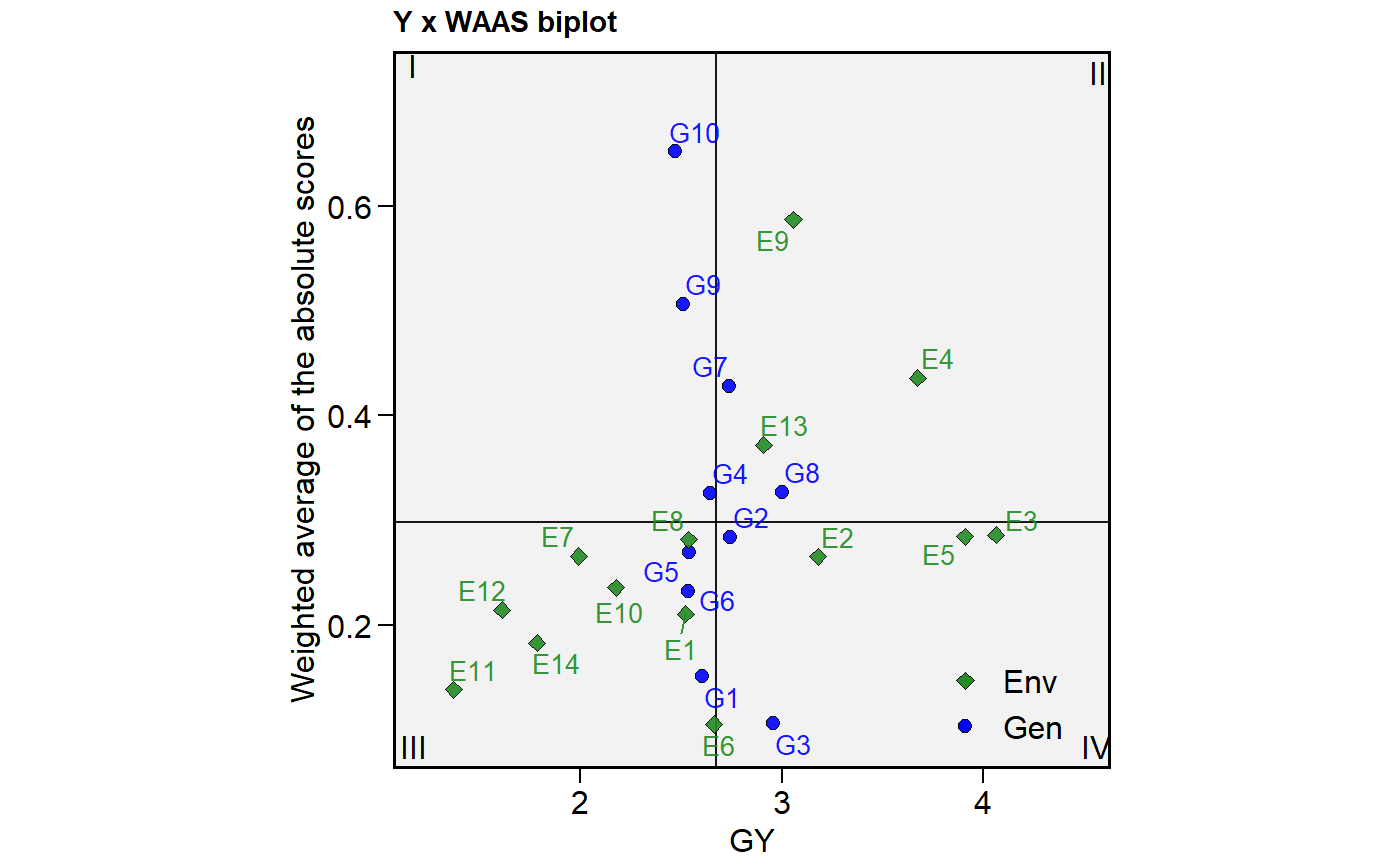 Y x WAAS biplot
I
II
G10
0.6
E9
G9
E4
G7
0.4
E13
G4
G8
E8
G2
E3
E7
E2
E5
G5
E12
G6
E10
0.2
E1
E14
E11
Env
G1
Gen
E6
G3
III
IV
2
3
4
GY
Weighted average of the absolute scores